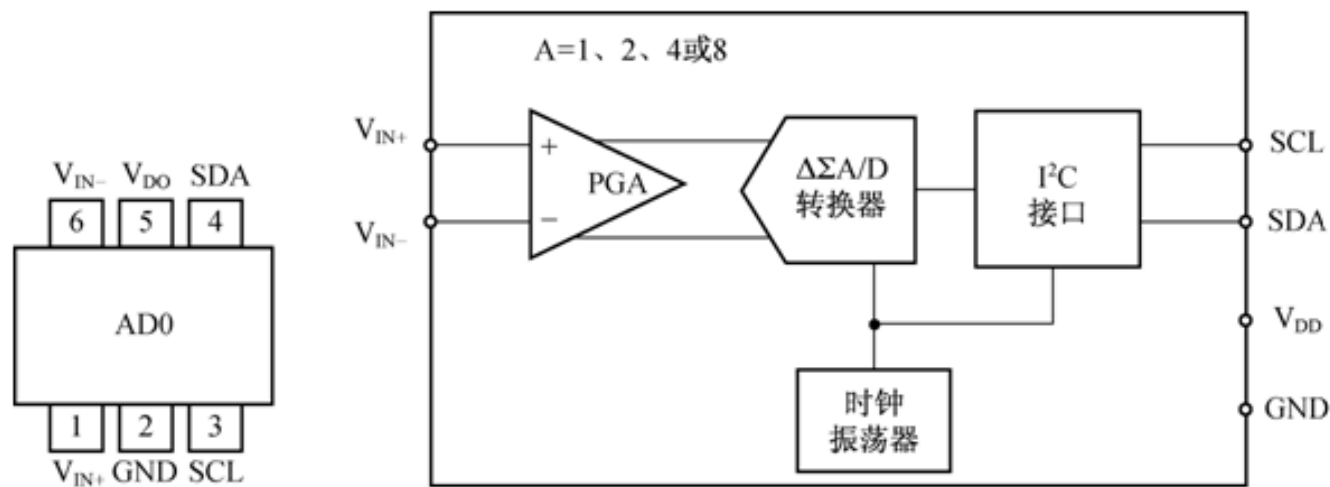 V_IN− V_DO SDA
6 5 4
AD0
1 2 3
V_IN+ GND SCL
A=1、2、4或8
V_IN+
V_IN−
+
PGA
−
ΔΣA/D
转换器
I²C
接口
时钟
振荡器
SCL
SDA
V_DD
GND